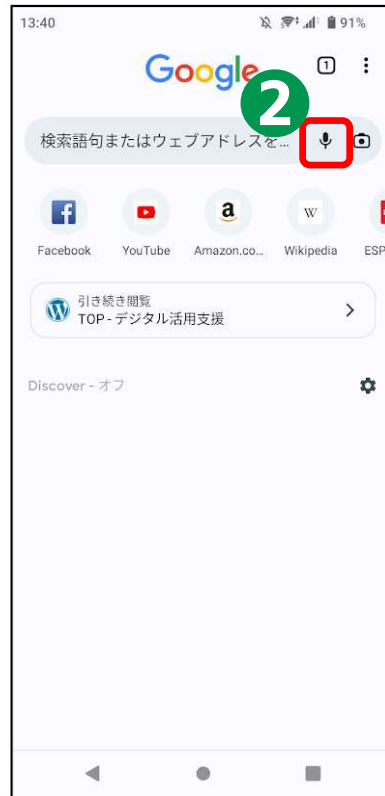 13:40 91%
Google 1
2
検索語句またはウェブアドレスを...
Facebook YouTube Amazon.co... Wikipedia ESP
引き続き閲覧
TOP - デジタル活用支援
Discover - オフ